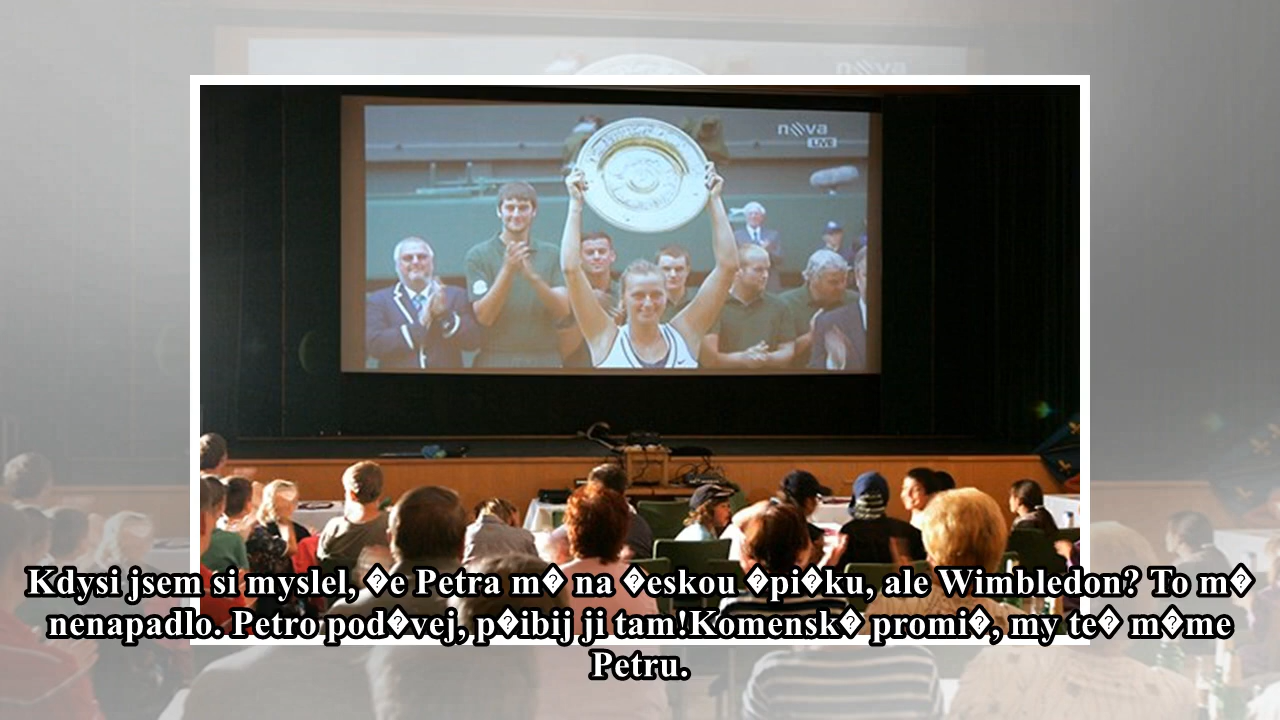 nova
LIVE
Kdysi jsem si myslel, �e Petra m� na �eskou �pi�ku, ale Wimbledon? To m�
nenapadlo. Petro pod�vej, p�ibij ji tam!Komensk� promi�, my te� m�me
Petru.